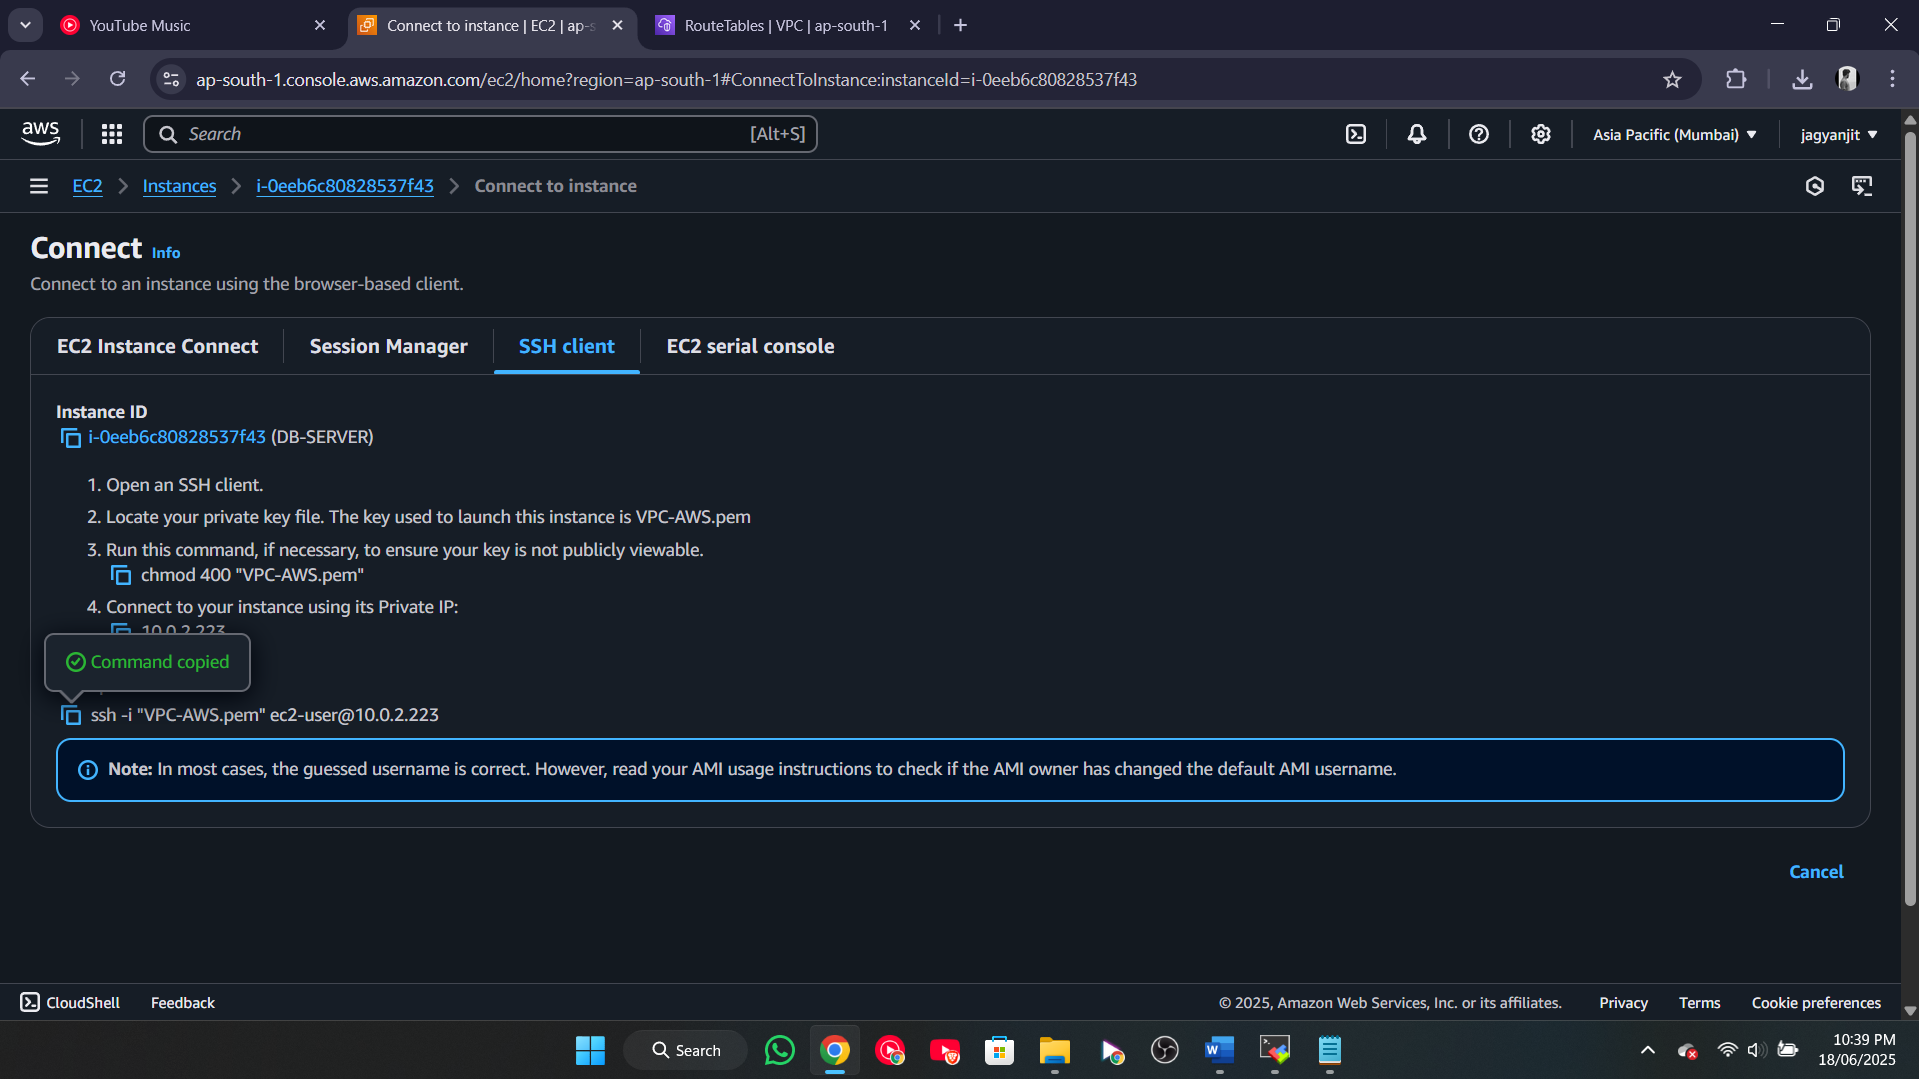 YouTube Music
Connect to instance | EC2 | ap-s
RouteTables | VPC | ap-south-1
ap-south-1.console.aws.amazon.com/ec2/home?region=ap-south-1#ConnectToInstance:instanceId=i-0eeb6c80828537f43
aws
Search
[Alt+S]
Asia Pacific (Mumbai)
jagyanjit
EC2
Instances
i-0eeb6c80828537f43
Connect to instance
Connect Info
Connect to an instance using the browser-based client.
EC2 Instance Connect
Session Manager
SSH client
EC2 serial console
Instance ID
i-0eeb6c80828537f43 (DB-SERVER)
1. Open an SSH client.
2. Locate your private key file. The key used to launch this instance is VPC-AWS.pem
3. Run this command, if necessary, to ensure your key is not publicly viewable.
chmod 400 "VPC-AWS.pem"
4. Connect to your instance using its Private IP:
10.0.2.223
Command copied
ssh -i "VPC-AWS.pem" ec2-user@10.0.2.223
Note: In most cases, the guessed username is correct. However, read your AMI usage instructions to check if the AMI owner has changed the default AMI username.
Cancel
CloudShell
Feedback
© 2025, Amazon Web Services, Inc. or its affiliates.
Privacy
Terms
Cookie preferences
Search
10:39 PM
18/06/2025